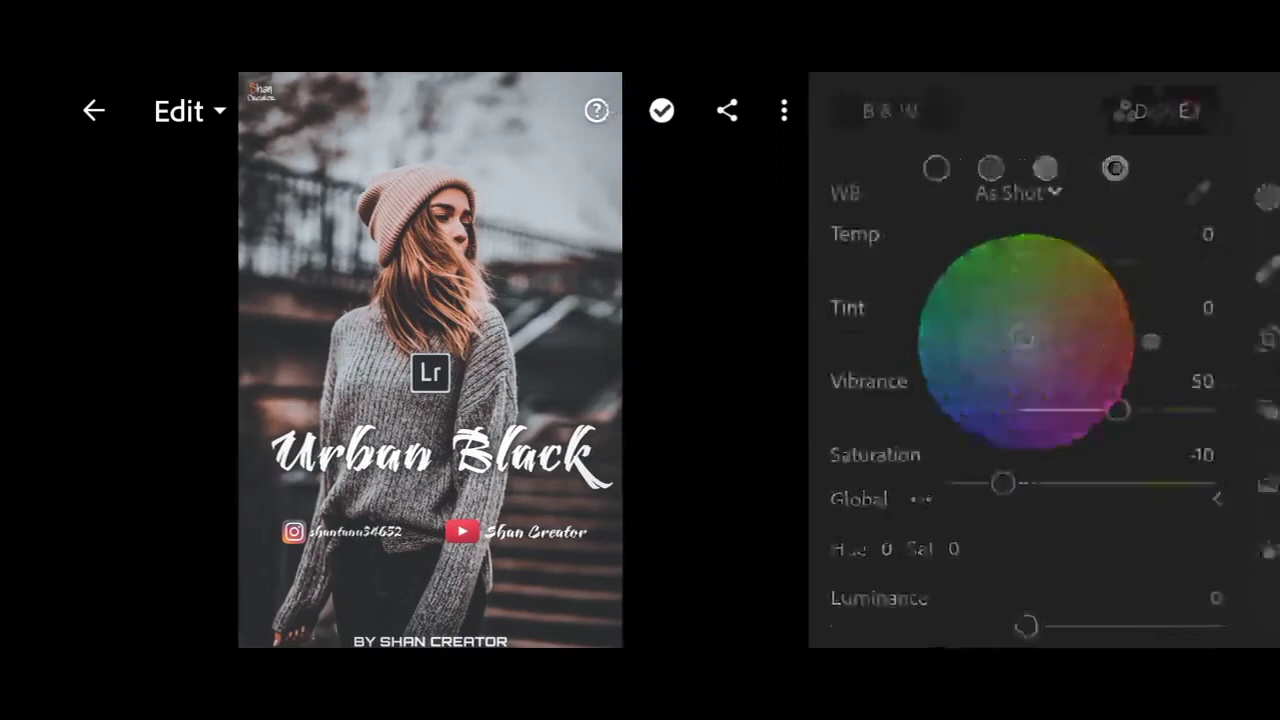 Shan
Creator
Edit
B & W
WB
As Shot
Temp
0
Tint
0
Vibrance
50
Saturation
-10
Global
Hue 0 Sat 0
Luminance
0
Lr
Urban Black
shantunu34652
Shan Creator
BY SHAN CREATOR